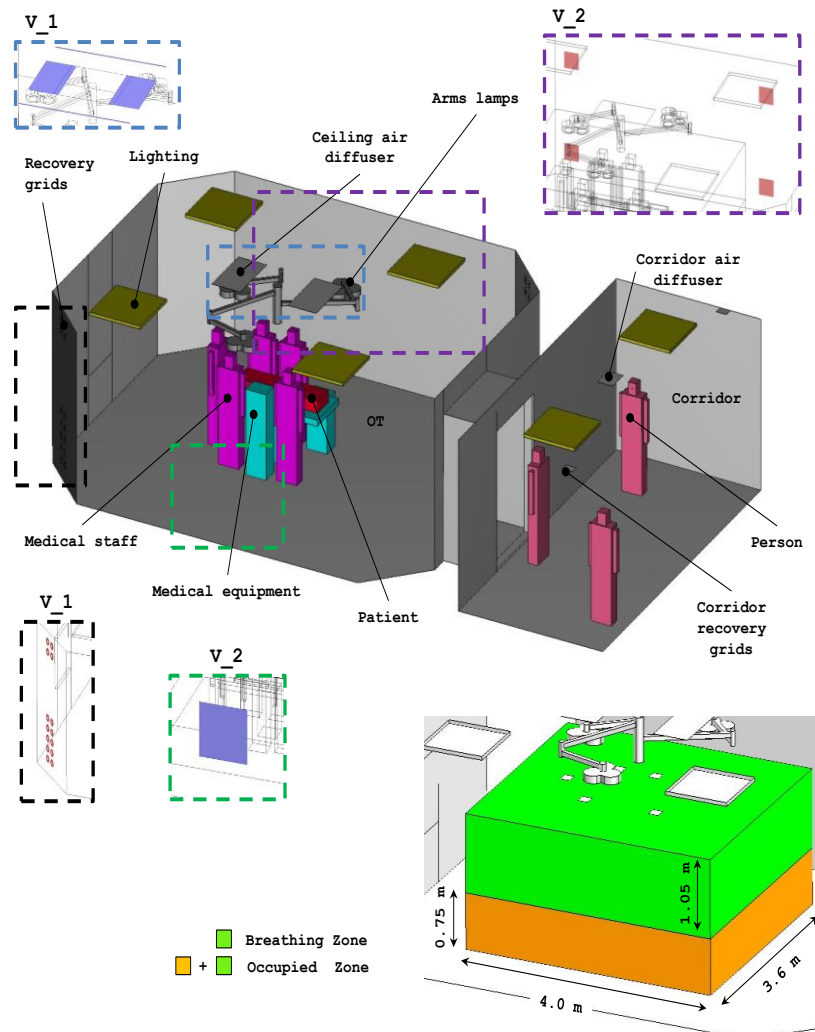 V_1
V_2
Arms lamps
Ceiling air
diffuser
Recovery
grids
Lighting
Corridor air
diffuser
Corridor
OT
Medical staff
Medical equipment
Patient
Person
Corridor
recovery
grids
V_1
V_2
1.05 m
0.75 m
3.6 m
4.0 m
Breathing Zone
+ Occupied Zone